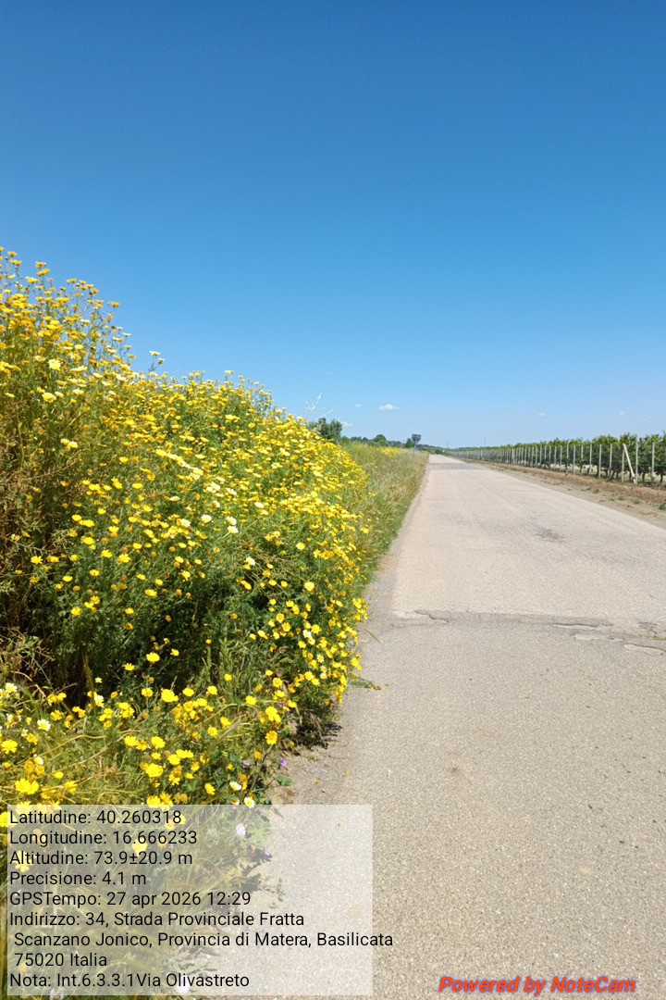 Latitudine: 40.260318
Longitudine: 16.666233
Altitudine: 73.9±20.9 m
Precisione: 4.1 m
GPSTempo: 27 apr 2026 12:29
Indirizzo: 34, Strada Provinciale Fratta
Scanzano Jonico, Provincia di Matera, Basilicata
75020 Italia
Nota: Int.6.3.3.1Via Olivastreto
Powered by NoteCam